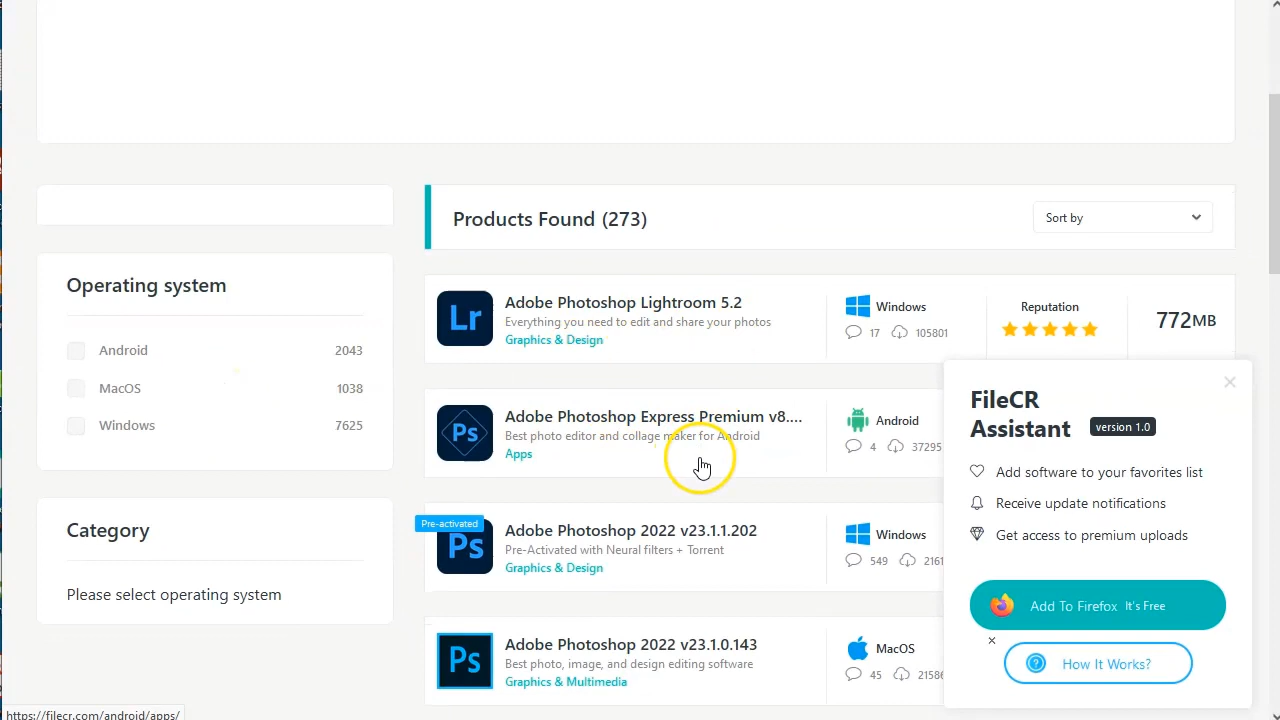 Products Found (273)
Sort by
Operating system
Android 2043
MacOS 1038
Windows 7625
Category
Please select operating system
Lr
Adobe Photoshop Lightroom 5.2
Everything you need to edit and share your photos
Graphics & Design
Windows
17 105801
Reputation
772MB
Ps
Adobe Photoshop Express Premium v8....
Best photo editor and collage maker for Android
Apps
Android
4 37295
Pre-activated
Ps
Adobe Photoshop 2022 v23.1.1.202
Pre-Activated with Neural filters + Torrent
Graphics & Design
Windows
549 2161
Ps
Adobe Photoshop 2022 v23.1.0.143
Best photo, image, and design editing software
Graphics & Multimedia
MacOS
45 21586
FileCR
Assistant version 1.0
Add software to your favorites list
Receive update notifications
Get access to premium uploads
Add To Firefox It's Free
How It Works?
https://filecr.com/android/apps/